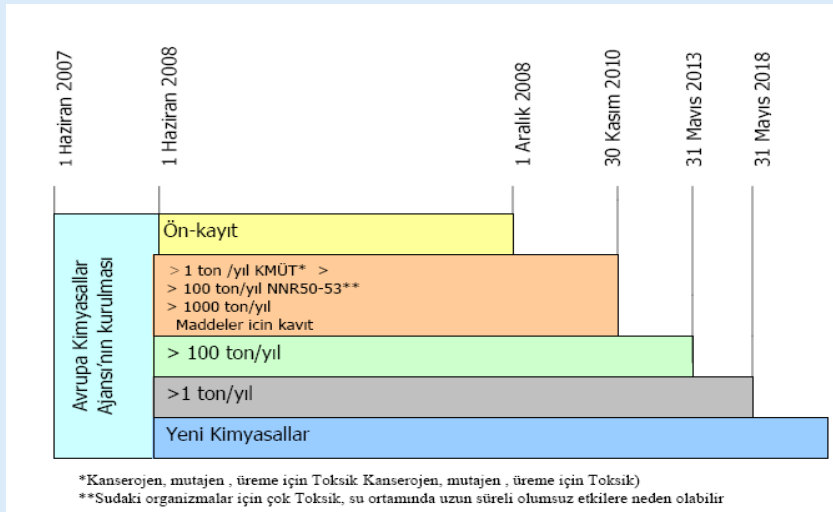 1 Haziran 2007
1 Haziran 2008
1 Aralık 2008
30 Kasım 2010
31 Mayıs 2013
31 Mayıs 2018
Avrupa Kimyasallar
Ajansı'nın kurulması
Ön-kayıt
> 1 ton /yıl KMÜT* >
> 100 ton/yıl NNR50-53**
> 1000 ton/yıl
Maddeler icin kavıt
> 100 ton/yıl
>1 ton/yıl
Yeni Kimyasallar
*Kanserojen, mutajen , üreme için Toksik Kanserojen, mutajen , üreme için Toksik)
**Sudaki organizmalar için çok Toksik, su ortamında uzun süreli olumsuz etkilere neden olabilir